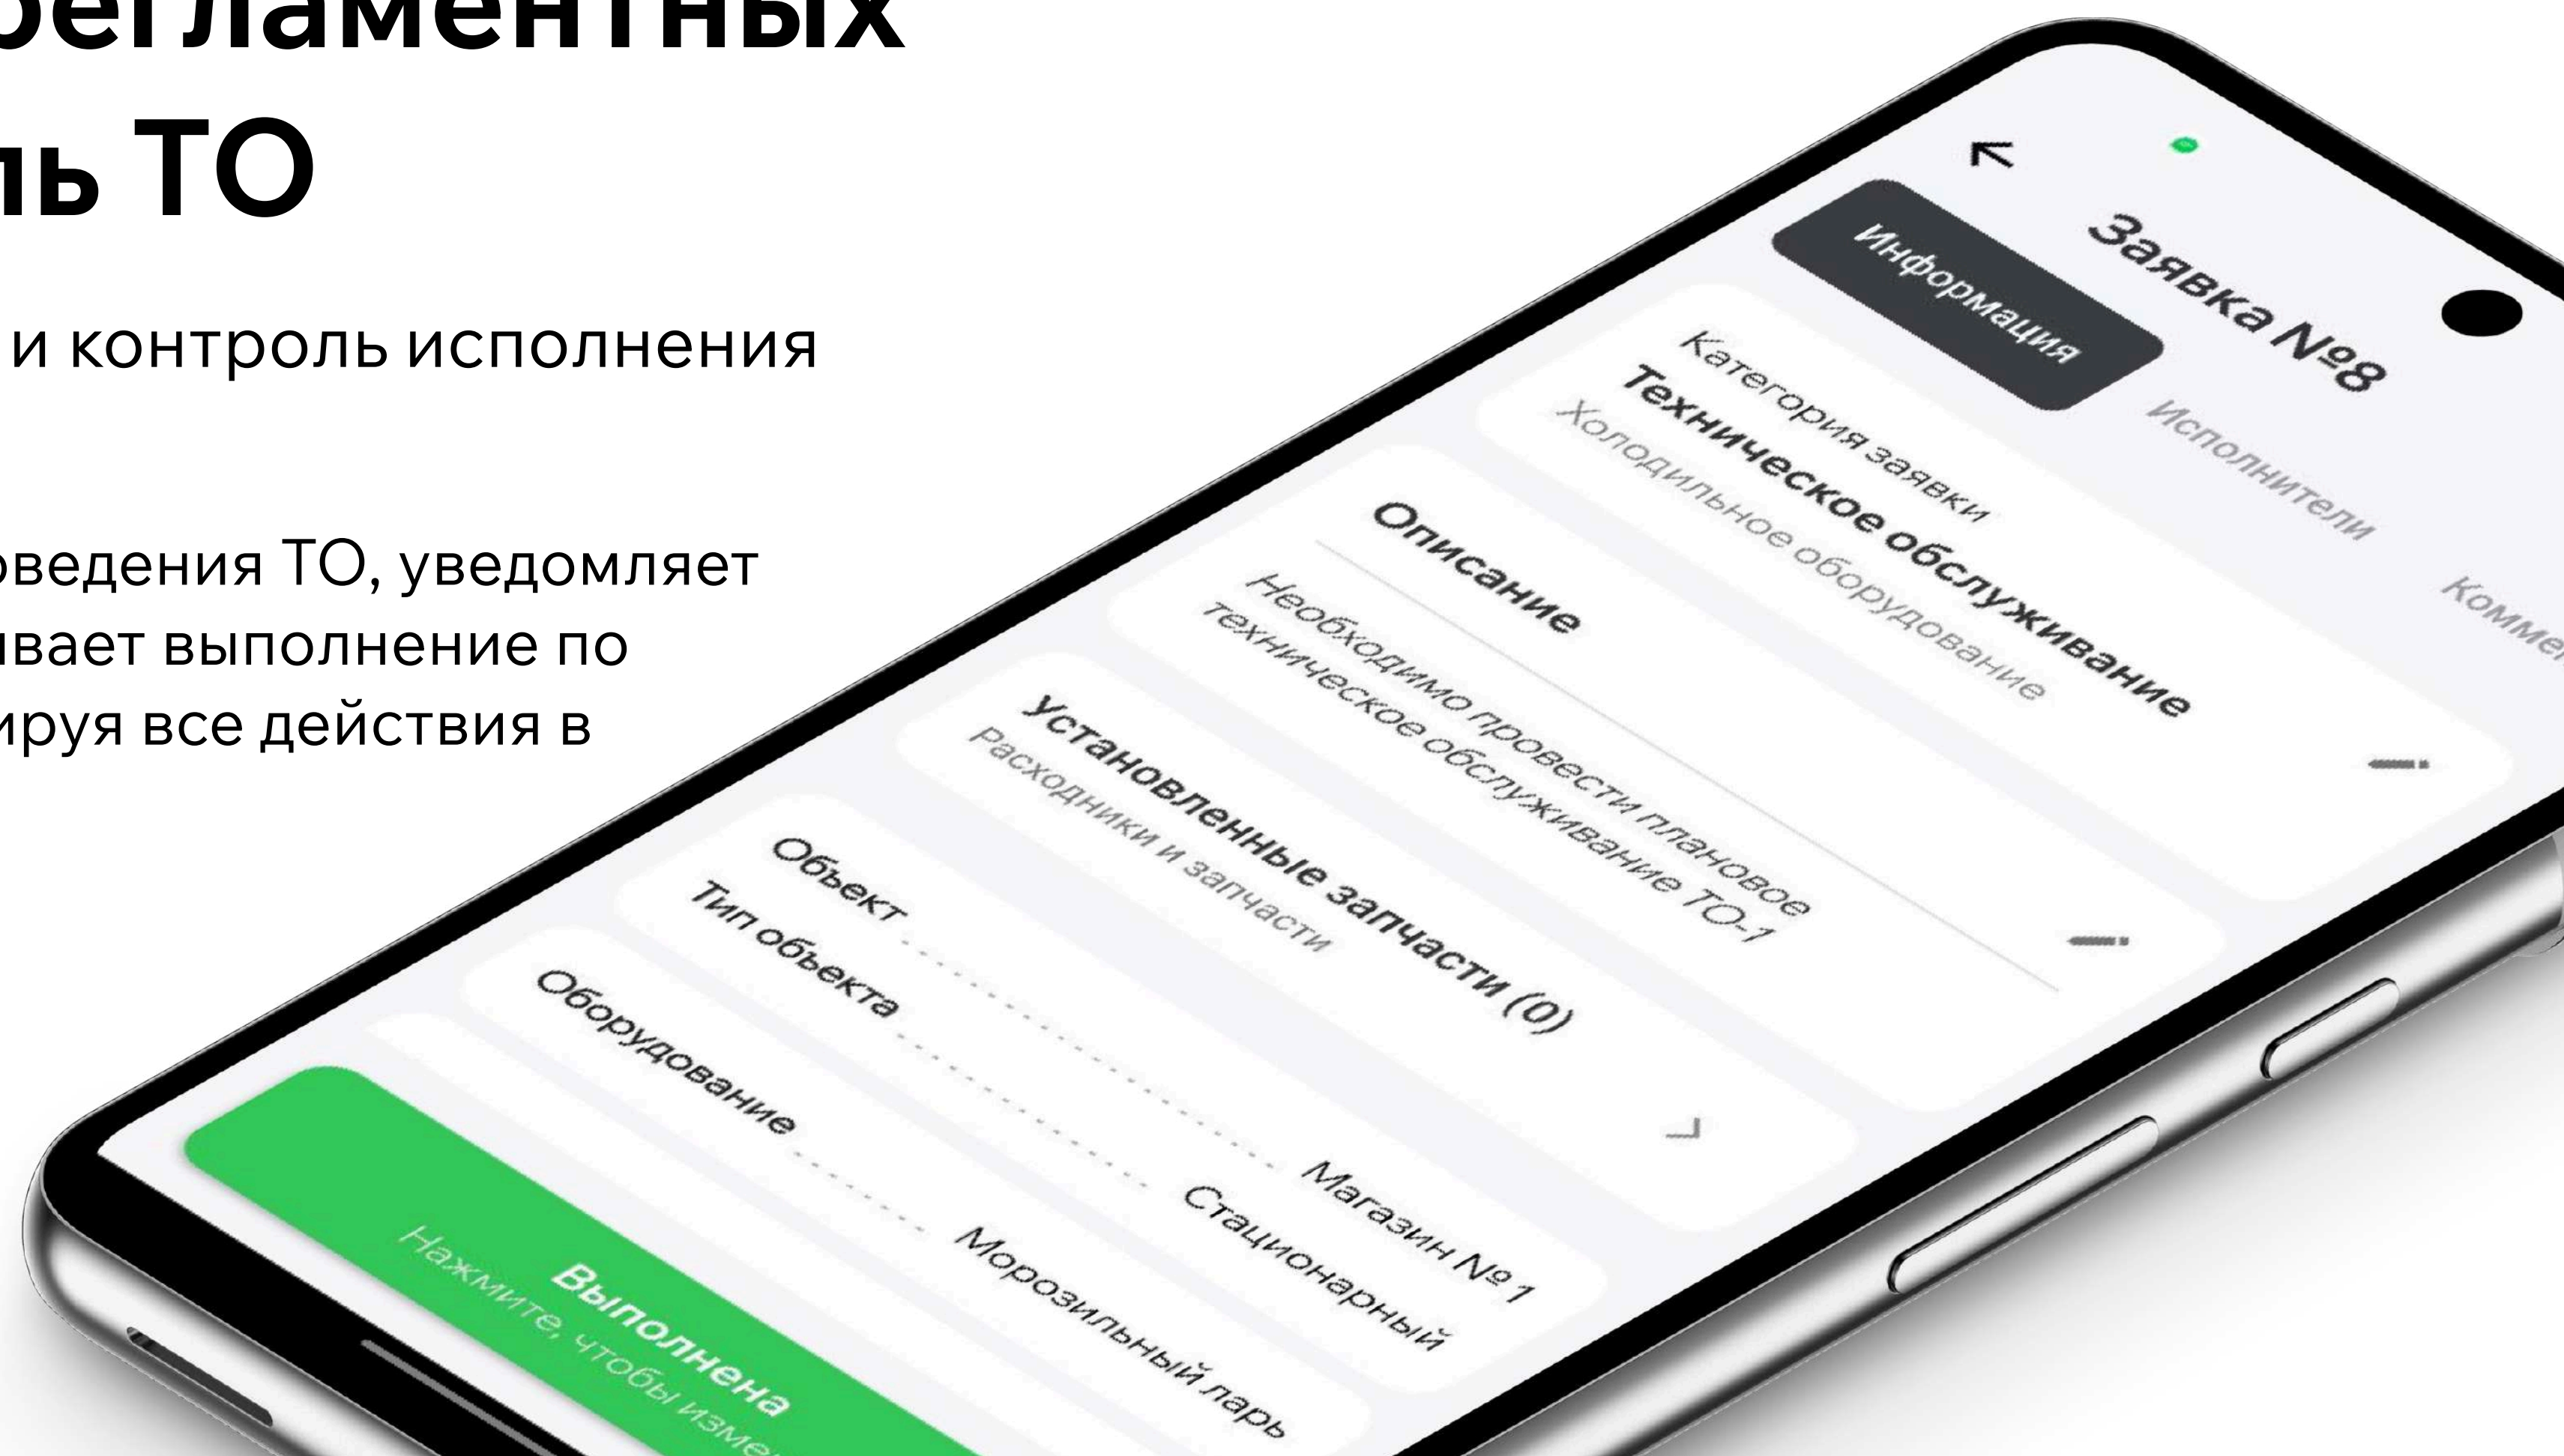 регламентных
ль ТО
и контроль исполнения
оведения ТО, уведомляет
ивает выполнение по
ируя все действия в
Заявка №8
Информация
Исполнители
Коммен
Категория заявки
Техническое обслуживание
Холодильное оборудование
Описание
Необходимо провести плановое
техническое обслуживание ТО-1
Установленные запчасти (0)
Расходники и запчасти
Объект Магазин № 1
Тип объекта Стационарный
Оборудование Морозильный ларь
Выполнена
Нажмите, чтобы измен